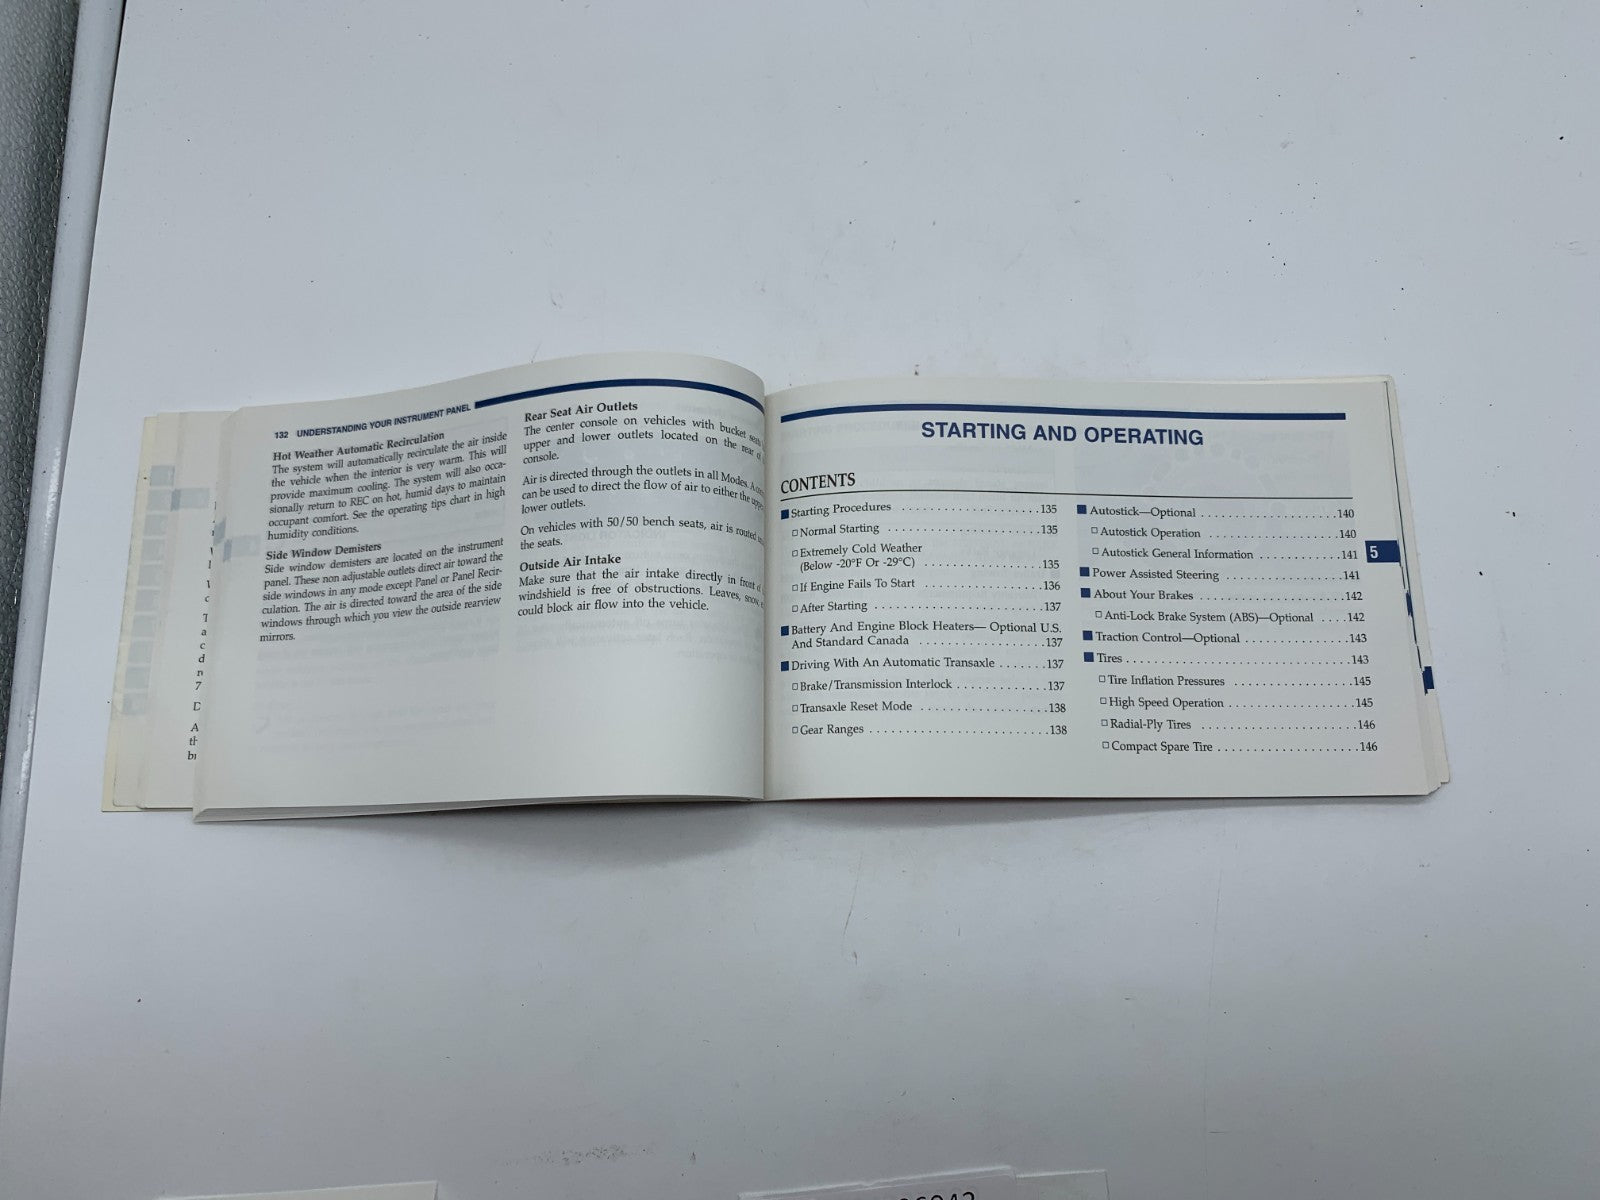 132 UNDERSTANDING YOUR INSTRUMENT PANEL
Hot Weather Automatic Recirculation
The system will automatically recirculate the air inside
the vehicle when the interior is very warm. This will
provide maximum cooling. The system will also occa-
sionally return to REC on hot, humid days to maintain
occupant comfort. See the operating tips chart in high
humidity conditions.
Side Window Demisters
Side window demisters are located on the instrument
panel. These non adjustable outlets direct air toward the
side windows in any mode except Panel or Panel Recir-
culation. The air is directed toward the area of the side
windows through which you view the outside rearview
mirrors.
Rear Seat Air Outlets
The center console on vehicles with bucket seats
upper and lower outlets located on the rear of
console.
Air is directed through the outlets in all Modes.
can be used to direct the flow of air to either the upper
lower outlets.
On vehicles with 50/50 bench seats, air is routed
the seats.
Outside Air Intake
Make sure that the air intake directly in front of
windshield is free of obstructions. Leaves, snow
could block air flow into the vehicle.
STARTING AND OPERATING
CONTENTS
■ Starting Procedures . . . . . . . . . . . . . . . . . . . . 135
□ Normal Starting . . . . . . . . . . . . . . . . . . . . . 135
□ Extremely Cold Weather
(Below -20°F Or -29°C) . . . . . . . . . . . . . . . . 135
□ If Engine Fails To Start . . . . . . . . . . . . . . . . . 136
□ After Starting . . . . . . . . . . . . . . . . . . . . . . . 137
■ Battery And Engine Block Heaters— Optional U.S.
And Standard Canada . . . . . . . . . . . . . . . . . . 137
■ Driving With An Automatic Transaxle . . . . . . . 137
□ Brake/Transmission Interlock . . . . . . . . . . . . . 137
□ Transaxle Reset Mode . . . . . . . . . . . . . . . . . . 138
□ Gear Ranges . . . . . . . . . . . . . . . . . . . . . . . . 138
■ Autostick—Optional . . . . . . . . . . . . . . . . . . . 140
□ Autostick Operation . . . . . . . . . . . . . . . . . . . 140
□ Autostick General Information . . . . . . . . . . . . 141
■ Power Assisted Steering . . . . . . . . . . . . . . . . . 141
■ About Your Brakes . . . . . . . . . . . . . . . . . . . . 142
□ Anti-Lock Brake System (ABS)—Optional . . . . 142
■ Traction Control—Optional . . . . . . . . . . . . . . . 143
■ Tires . . . . . . . . . . . . . . . . . . . . . . . . . . . . . . 143
□ Tire Inflation Pressures . . . . . . . . . . . . . . . . . 145
□ High Speed Operation . . . . . . . . . . . . . . . . . . 145
□ Radial-Ply Tires . . . . . . . . . . . . . . . . . . . . . . 146
□ Compact Spare Tire . . . . . . . . . . . . . . . . . . . 146
5